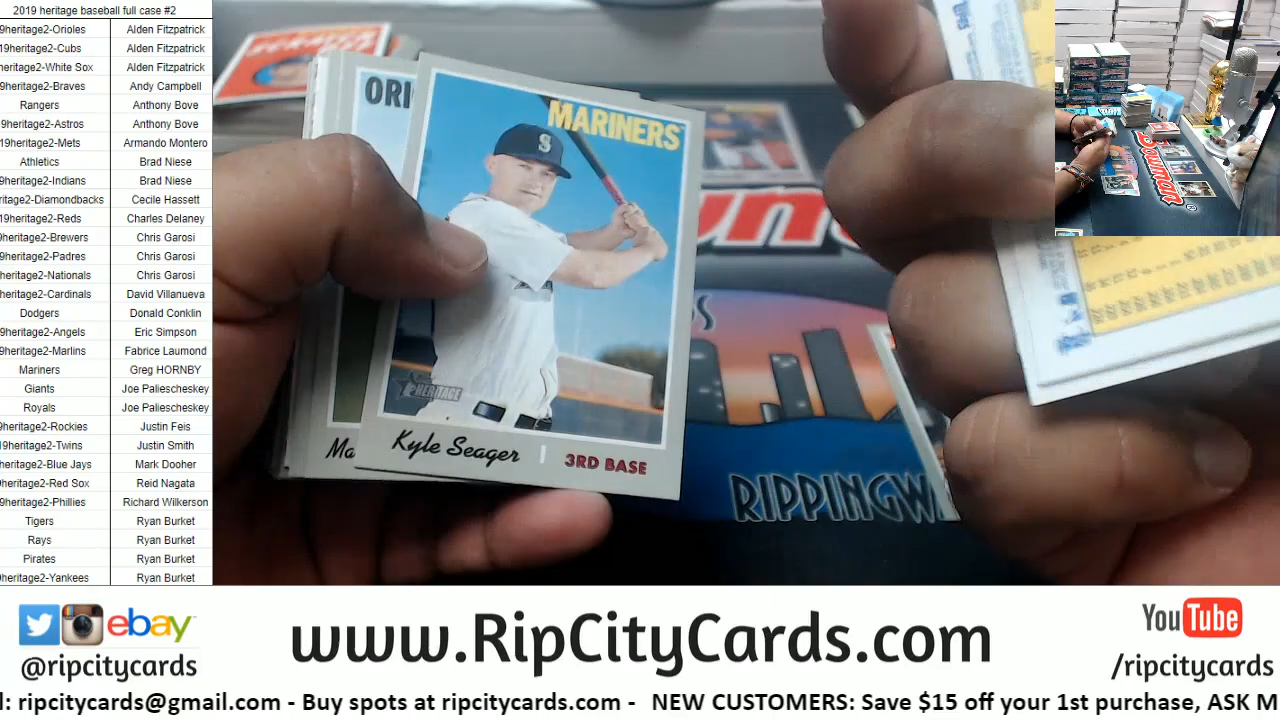 2019 heritage baseball full case #2
9heritage2-Orioles Alden Fitzpatrick
19heritage2-Cubs Alden Fitzpatrick
heritage2-White Sox Alden Fitzpatrick
9heritage2-Braves Andy Campbell
Rangers Anthony Bove
9heritage2-Astros Anthony Bove
19heritage2-Mets Armando Montero
Athletics Brad Niese
9heritage2-Indians Brad Niese
ritage2-Diamondbacks Cecile Hassett
19heritage2-Reds Charles Delaney
9heritage2-Brewers Chris Garosi
9heritage2-Padres Chris Garosi
heritage2-Nationals Chris Garosi
heritage2-Cardinals David Villanueva
Dodgers Donald Conklin
9heritage2-Angels Eric Simpson
9heritage2-Marlins Fabrice Laumond
Mariners Greg HORNBY
Giants Joe Paliescheskey
Royals Joe Paliescheskey
9heritage2-Rockies Justin Feis
19heritage2-Twins Justin Smith
heritage2-Blue Jays Mark Dooher
heritage2-Red Sox Reid Nagata
9heritage2-Phillies Richard Wilkerson
Tigers Ryan Burket
Rays Ryan Burket
Pirates Ryan Burket
9heritage2-Yankees Ryan Burket
ORI
MARINERS
S
HERITAGE
Ma
Kyle Seager
3RD BASE
RIPPINGW
Bowman
ebay
@ripcitycards
www.RipCityCards.com
YouTube
/ripcitycards
l: ripcitycards@gmail.com - Buy spots at ripcitycards.com - NEW CUSTOMERS: Save $15 off your 1st purchase, ASK M